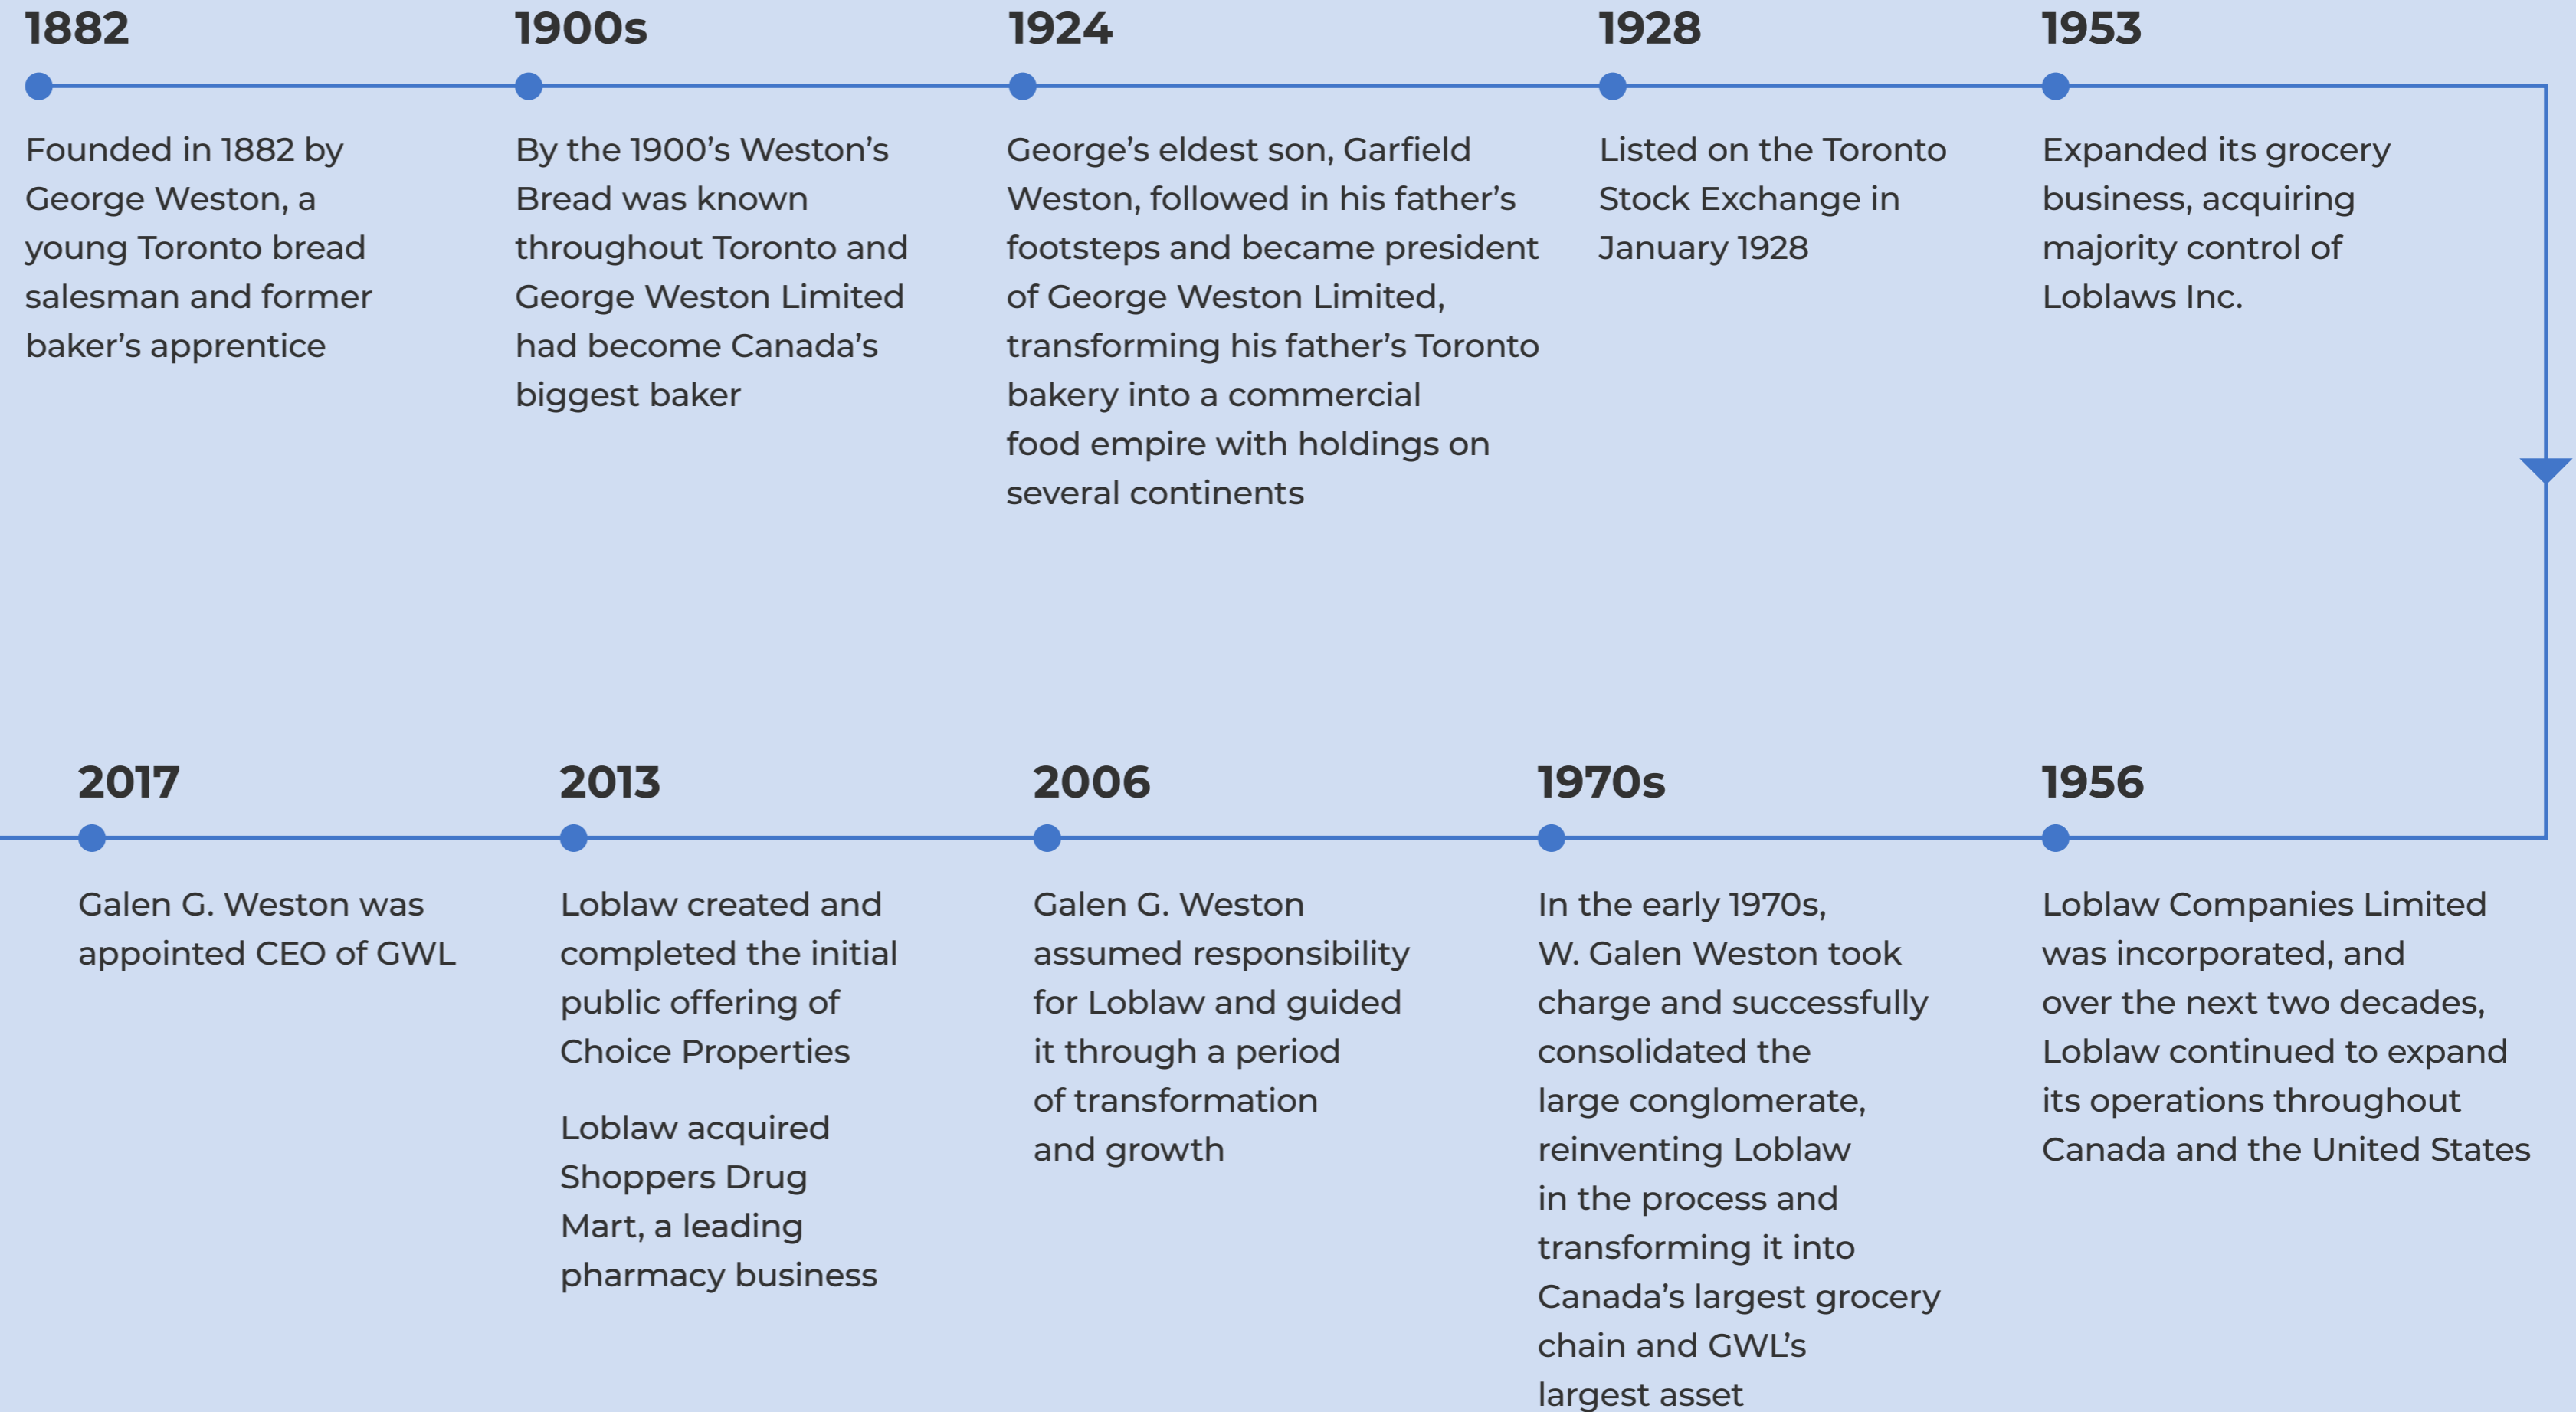 1882
Founded in 1882 by
George Weston, a
young Toronto bread
salesman and former
baker’s apprentice
1900s
By the 1900’s Weston’s
Bread was known
throughout Toronto and
George Weston Limited
had become Canada’s
biggest baker
1924
George’s eldest son, Garfield
Weston, followed in his father’s
footsteps and became president
of George Weston Limited,
transforming his father’s Toronto
bakery into a commercial
food empire with holdings on
several continents
1928
Listed on the Toronto
Stock Exchange in
January 1928
1953
Expanded its grocery
business, acquiring
majority control of
Loblaws Inc.
1956
Loblaw Companies Limited
was incorporated, and
over the next two decades,
Loblaw continued to expand
its operations throughout
Canada and the United States
1970s
In the early 1970s,
W. Galen Weston took
charge and successfully
consolidated the
large conglomerate,
reinventing Loblaw
in the process and
transforming it into
Canada’s largest grocery
chain and GWL’s
largest asset
2006
Galen G. Weston
assumed responsibility
for Loblaw and guided
it through a period
of transformation
and growth
2013
Loblaw created and
completed the initial
public offering of
Choice Properties
Loblaw acquired
Shoppers Drug
Mart, a leading
pharmacy business
2017
Galen G. Weston was
appointed CEO of GWL